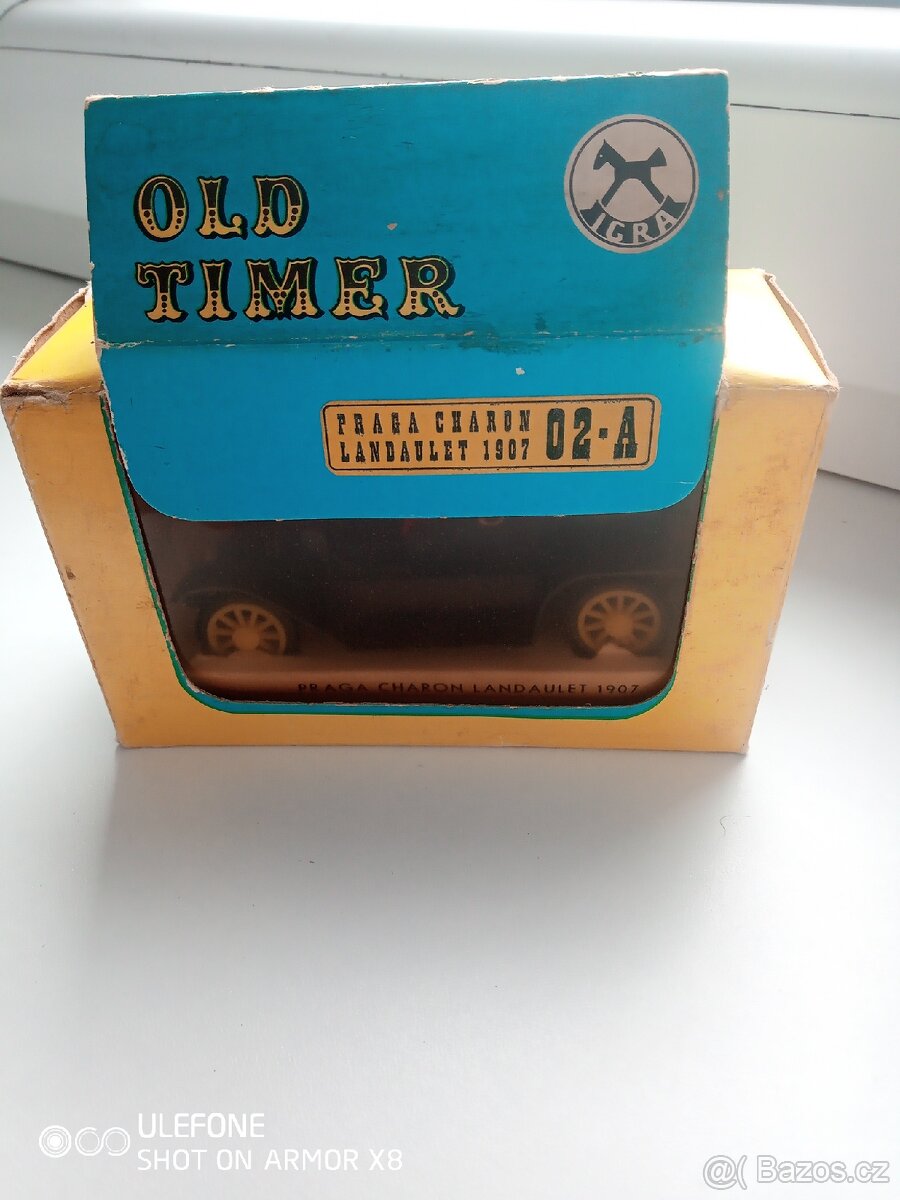 OLD
TIMER
IGRA
PRAGA CHARON
LANDAULET 1907
02-A
PRAGA CHARON LANDAULET 1907
ULEFONE
SHOT ON ARMOR X8
@( Bazos.cz